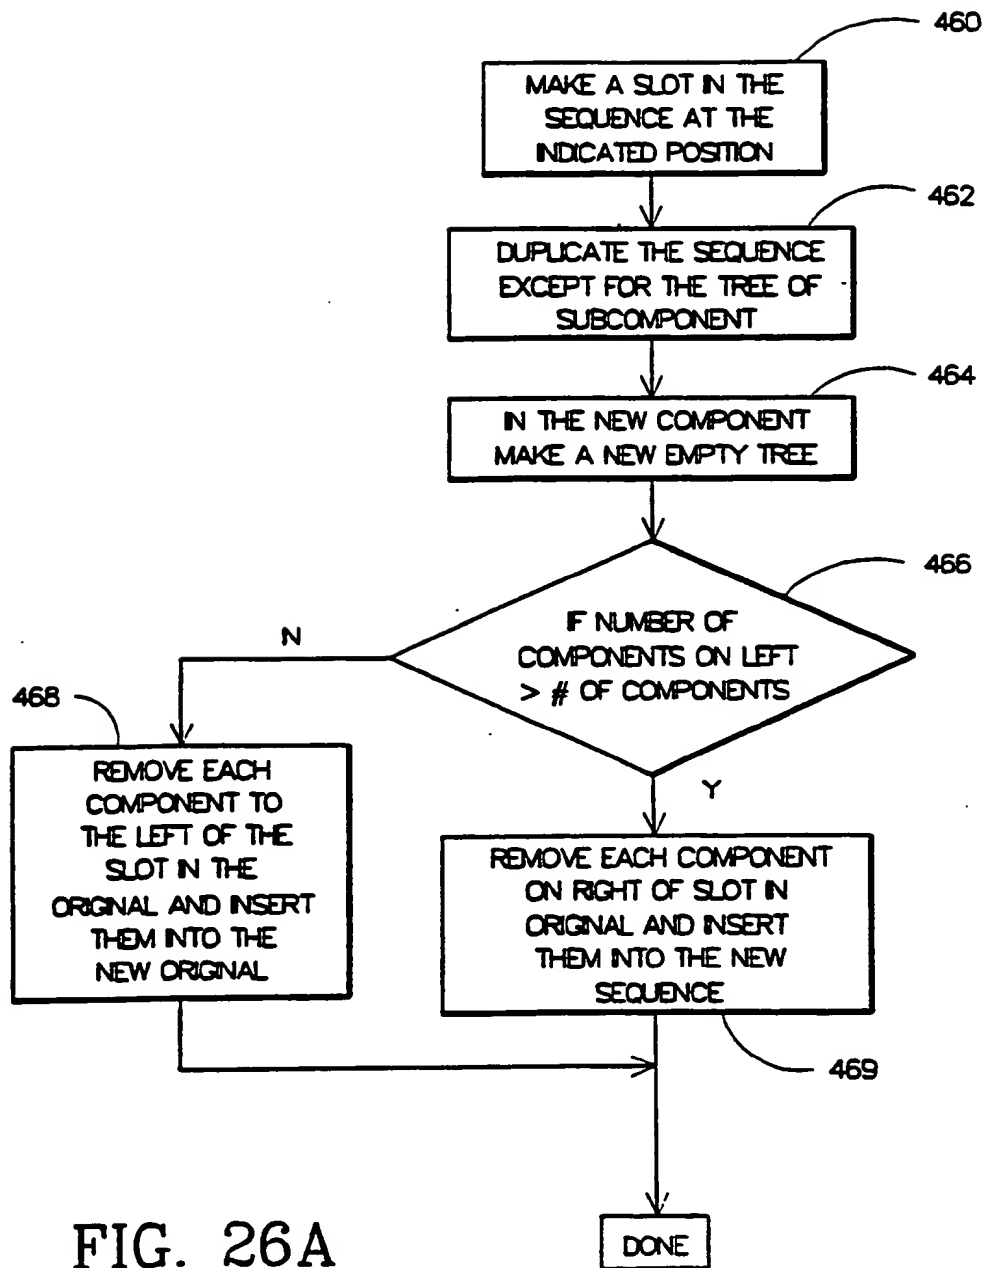 460
MAKE A SLOT IN THE
SEQUENCE AT THE
INDICATED POSITION
462
DUPLICATE THE SEQUENCE
EXCEPT FOR THE TREE OF
SUBCOMPONENT
464
IN THE NEW COMPONENT
MAKE A NEW EMPTY TREE
466
IF NUMBER OF
COMPONENTS ON LEFT
> # OF COMPONENTS
N
Y
468
REMOVE EACH
COMPONENT TO
THE LEFT OF THE
SLOT IN THE
ORIGINAL AND INSERT
THEM INTO THE
NEW ORIGINAL
REMOVE EACH COMPONENT
ON RIGHT OF SLOT IN
ORIGINAL AND INSERT
THEM INTO THE NEW
SEQUENCE
469
DONE
FIG. 26A